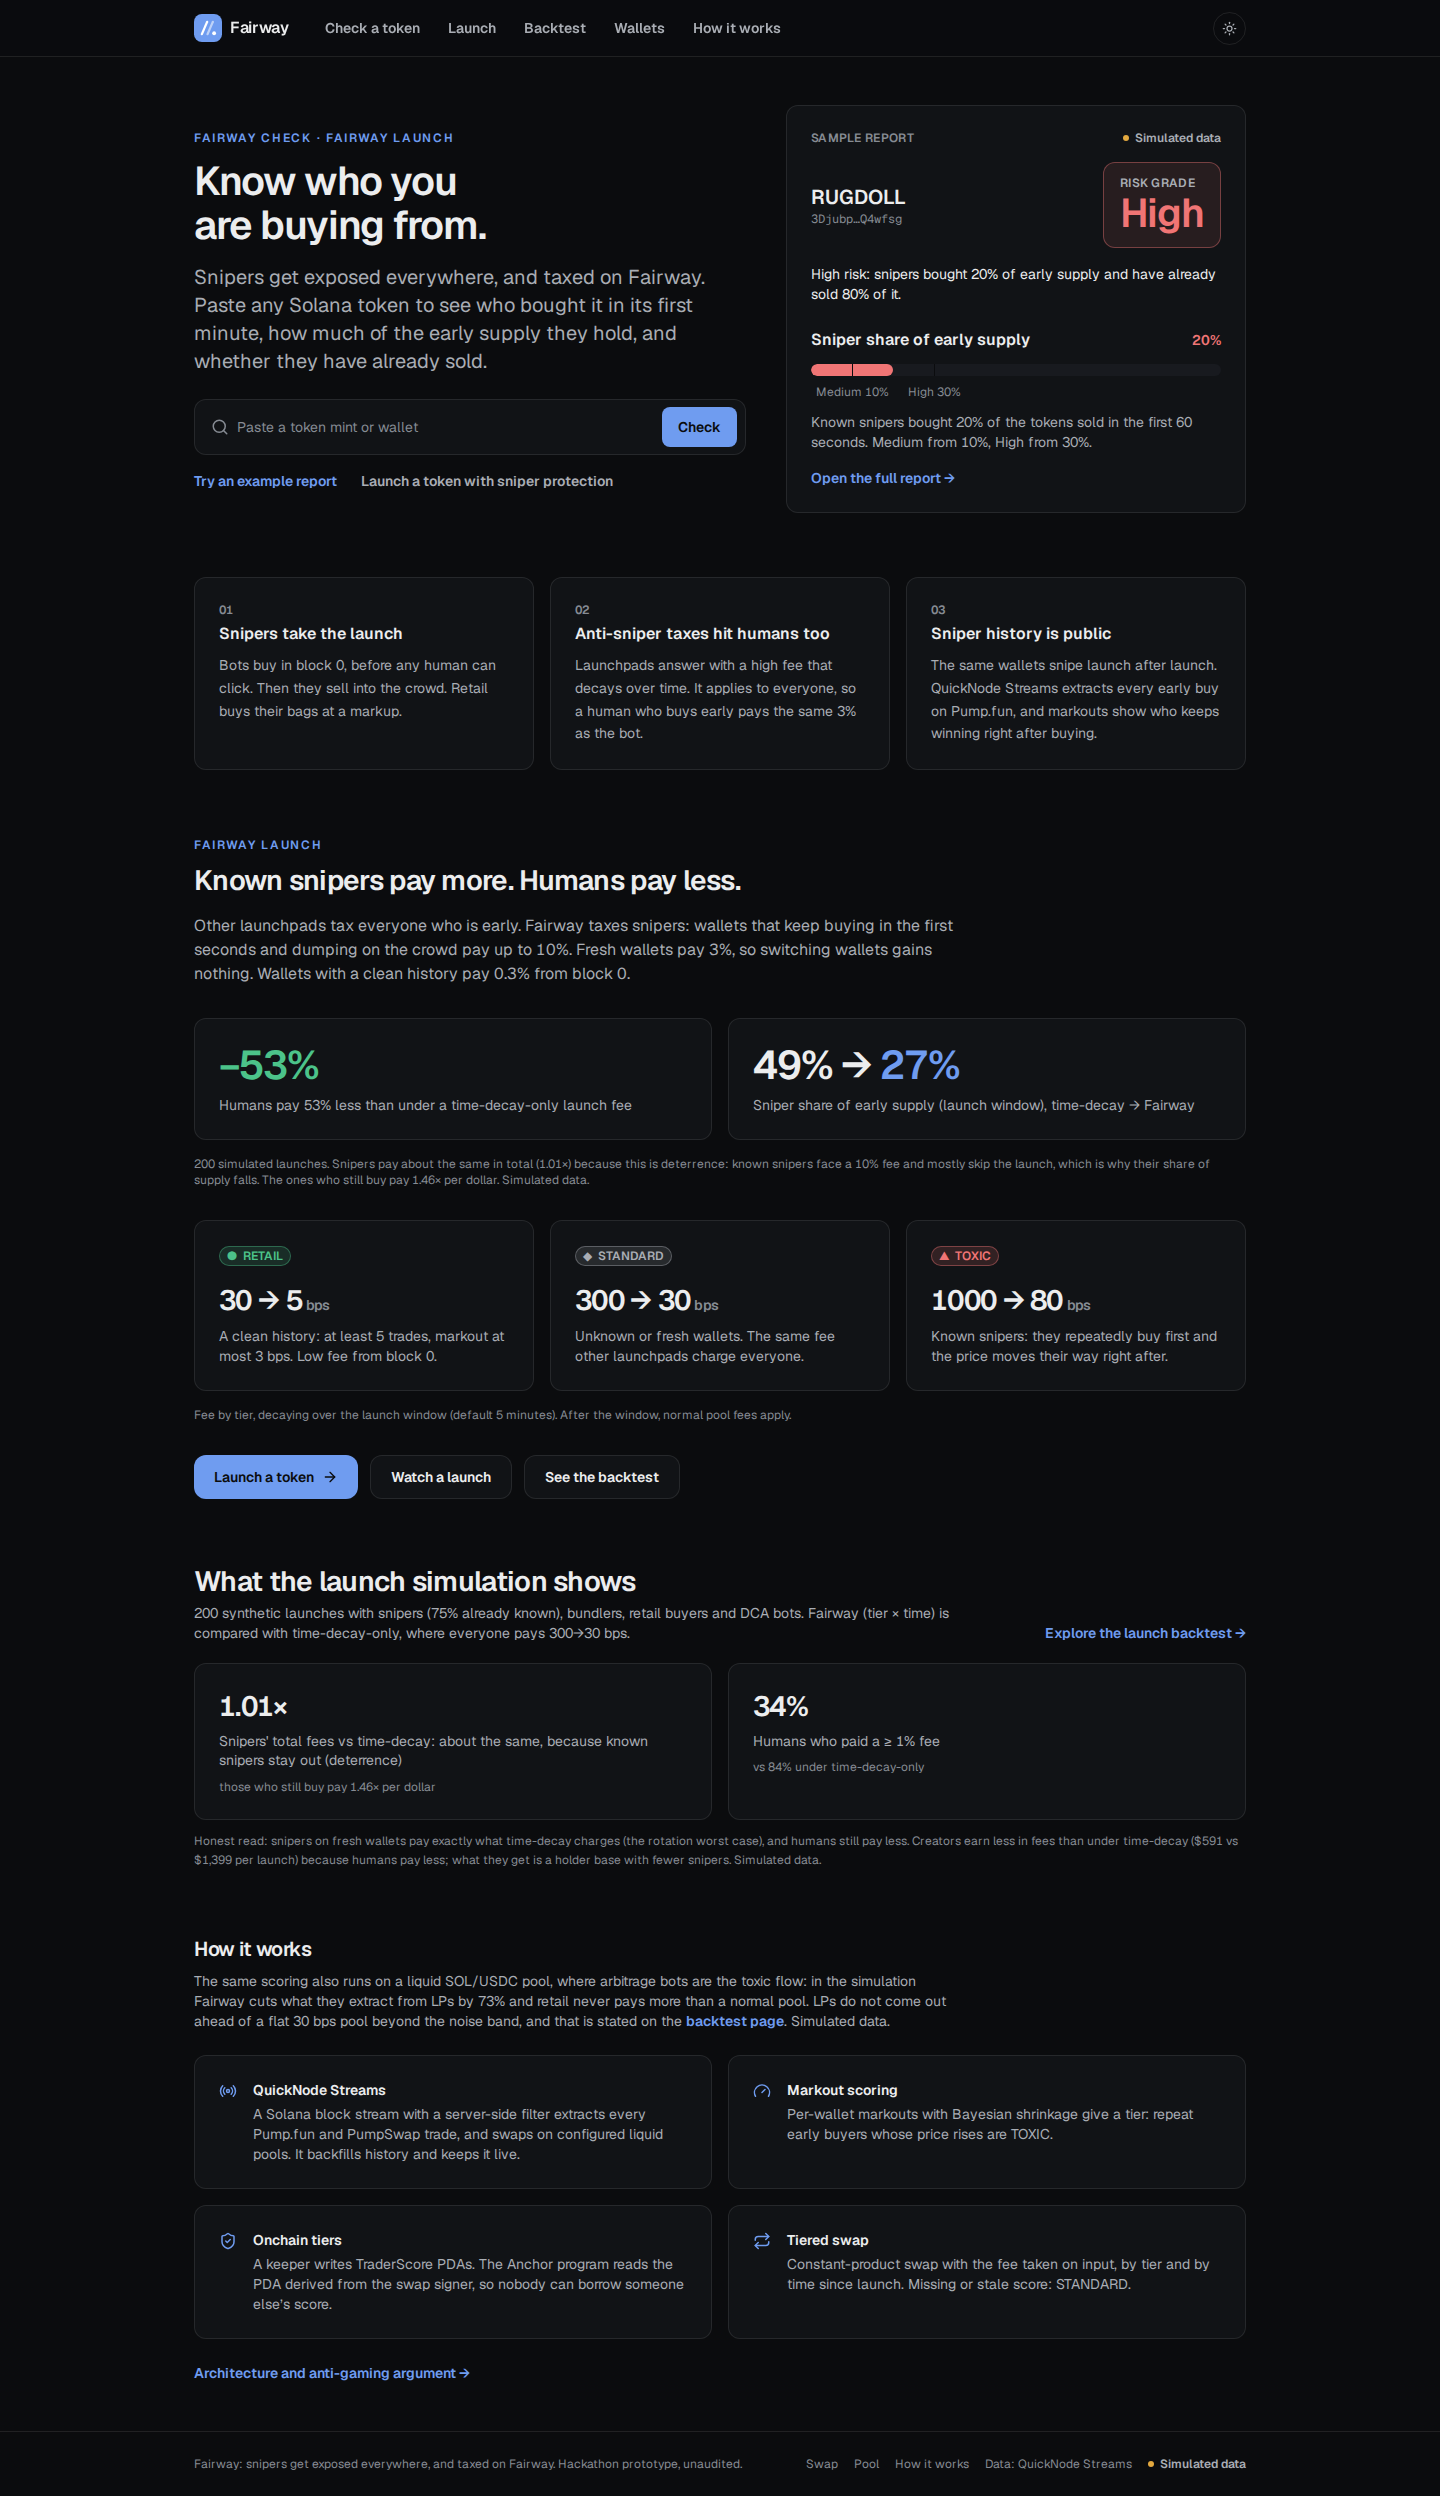 Fairway
Check a token
Launch
Backtest
Wallets
How it works
FAIRWAY CHECK · FAIRWAY LAUNCH
Know who you
are buying from.
Snipers get exposed everywhere, and taxed on Fairway.
Paste any Solana token to see who bought it in its first
minute, how much of the early supply they hold, and
whether they have already sold.
Paste a token mint or wallet
Check
Try an example report
Launch a token with sniper protection
SAMPLE REPORT
Simulated data
RUGDOLL
3Djubp…Q4wfsg
RISK GRADE
High
High risk: snipers bought 20% of early supply and have already
sold 80% of it.
Sniper share of early supply
20%
Medium 10%
High 30%
Known snipers bought 20% of the tokens sold in the first 60
seconds. Medium from 10%, High from 30%.
Open the full report →
01
Snipers take the launch
Bots buy in block 0, before any human can
click. Then they sell into the crowd. Retail
buys their bags at a markup.
02
Anti-sniper taxes hit humans too
Launchpads answer with a high fee that
decays over time. It applies to everyone, so
a human who buys early pays the same 3%
as the bot.
03
Sniper history is public
The same wallets snipe launch after launch.
QuickNode Streams extracts every early buy
on Pump.fun, and markouts show who keeps
winning right after buying.
FAIRWAY LAUNCH
Known snipers pay more. Humans pay less.
Other launchpads tax everyone who is early. Fairway taxes snipers: wallets that keep buying in the first
seconds and dumping on the crowd pay up to 10%. Fresh wallets pay 3%, so switching wallets gains
nothing. Wallets with a clean history pay 0.3% from block 0.
−53%
Humans pay 53% less than under a time-decay-only launch fee
49% → 27%
Sniper share of early supply (launch window), time-decay → Fairway
200 simulated launches. Snipers pay about the same in total (1.01×) because this is deterrence: known snipers face a 10% fee and mostly skip the launch, which is why their share of
supply falls. The ones who still buy pay 1.46× per dollar. Simulated data.
RETAIL
30 → 5 bps
A clean history: at least 5 trades, markout at
most 3 bps. Low fee from block 0.
STANDARD
300 → 30 bps
Unknown or fresh wallets. The same fee
other launchpads charge everyone.
TOXIC
1000 → 80 bps
Known snipers: they repeatedly buy first and
the price moves their way right after.
Fee by tier, decaying over the launch window (default 5 minutes). After the window, normal pool fees apply.
Launch a token →
Watch a launch
See the backtest
What the launch simulation shows
200 synthetic launches with snipers (75% already known), bundlers, retail buyers and DCA bots. Fairway (tier × time) is
compared with time-decay-only, where everyone pays 300→30 bps.
Explore the launch backtest →
1.01×
Snipers' total fees vs time-decay: about the same, because known
snipers stay out (deterrence)
those who still buy pay 1.46× per dollar
34%
Humans who paid a ≥ 1% fee
vs 84% under time-decay-only
Honest read: snipers on fresh wallets pay exactly what time-decay charges (the rotation worst case), and humans still pay less. Creators earn less in fees than under time-decay ($591 vs
$1,399 per launch) because humans pay less; what they get is a holder base with fewer snipers. Simulated data.
How it works
The same scoring also runs on a liquid SOL/USDC pool, where arbitrage bots are the toxic flow: in the simulation
Fairway cuts what they extract from LPs by 73% and retail never pays more than a normal pool. LPs do not come out
ahead of a flat 30 bps pool beyond the noise band, and that is stated on the backtest page. Simulated data.
QuickNode Streams
A Solana block stream with a server-side filter extracts every
Pump.fun and PumpSwap trade, and swaps on configured liquid
pools. It backfills history and keeps it live.
Markout scoring
Per-wallet markouts with Bayesian shrinkage give a tier: repeat
early buyers whose price rises are TOXIC.
Onchain tiers
A keeper writes TraderScore PDAs. The Anchor program reads the
PDA derived from the swap signer, so nobody can borrow someone
else's score.
Tiered swap
Constant-product swap with the fee taken on input, by tier and by
time since launch. Missing or stale score: STANDARD.
Architecture and anti-gaming argument →
Fairway: snipers get exposed everywhere, and taxed on Fairway. Hackathon prototype, unaudited.
Swap
Pool
How it works
Data: QuickNode Streams
Simulated data